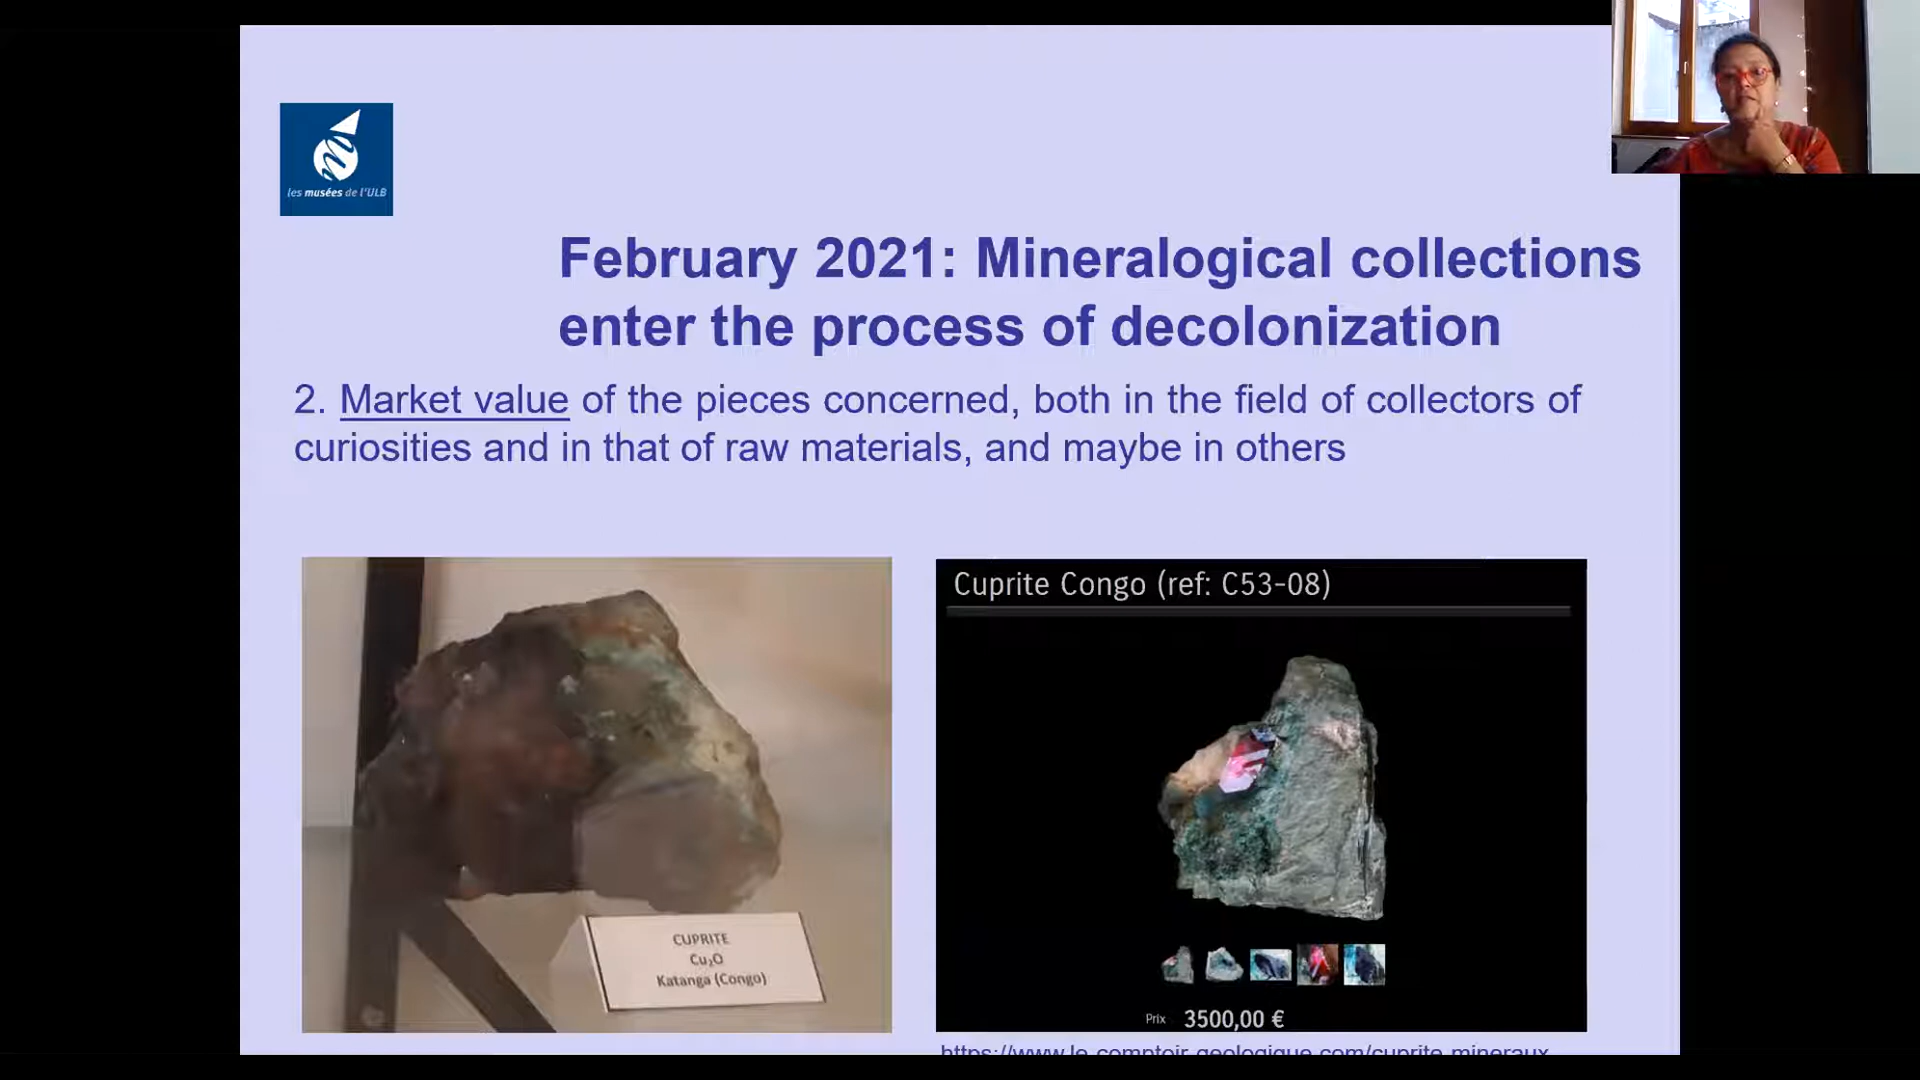 les musées de l'ULB
February 2021: Mineralogical collections
enter the process of decolonization
2. Market value of the pieces concerned, both in the field of collectors of
curiosities and in that of raw materials, and maybe in others
CUPRITE
Cu₂O
Katanga (Congo)
Cuprite Congo (ref: C53-08)
Prix 3500,00 €
https://www.le-comptoir-geologique.com/cuprite-mineraux-